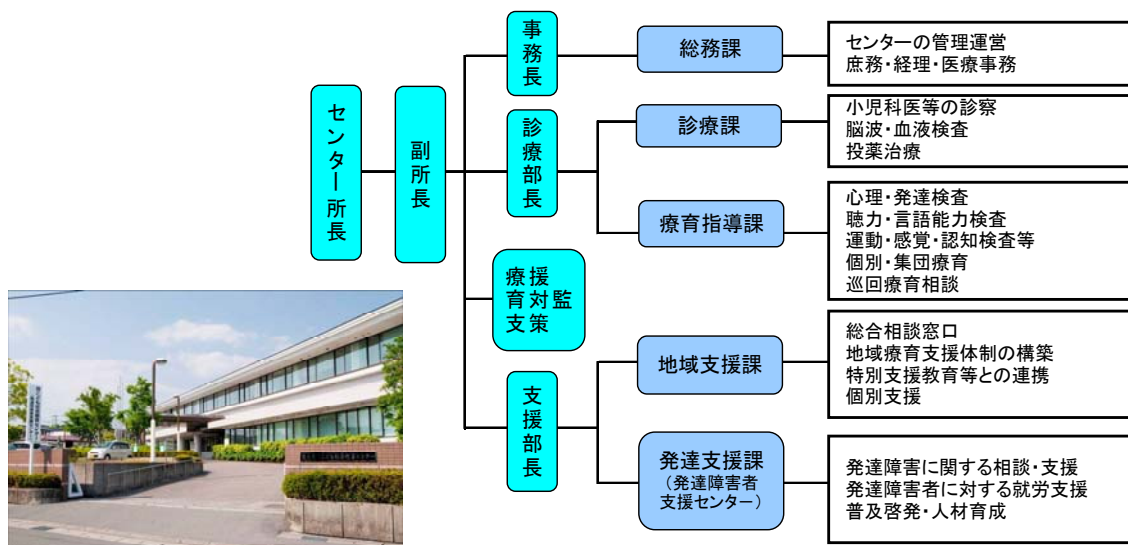 センター所長
副所長
事務長
総務課
センターの管理運営
庶務・経理・医療事務
診療部長
診療課
小児科医等の診察
脳波・血液検査
投薬治療
療育指導課
心理・発達検査
聴力・言語能力検査
運動・感覚・認知検査等
個別・集団療育
巡回療育相談
療援
育対監
支策
支援部長
地域支援課
総合相談窓口
地域療育支援体制の構築
特別支援教育等との連携
個別支援
発達支援課
(発達障害者
支援センター)
発達障害に関する相談・支援
発達障害者に対する就労支援
普及啓発・人材育成